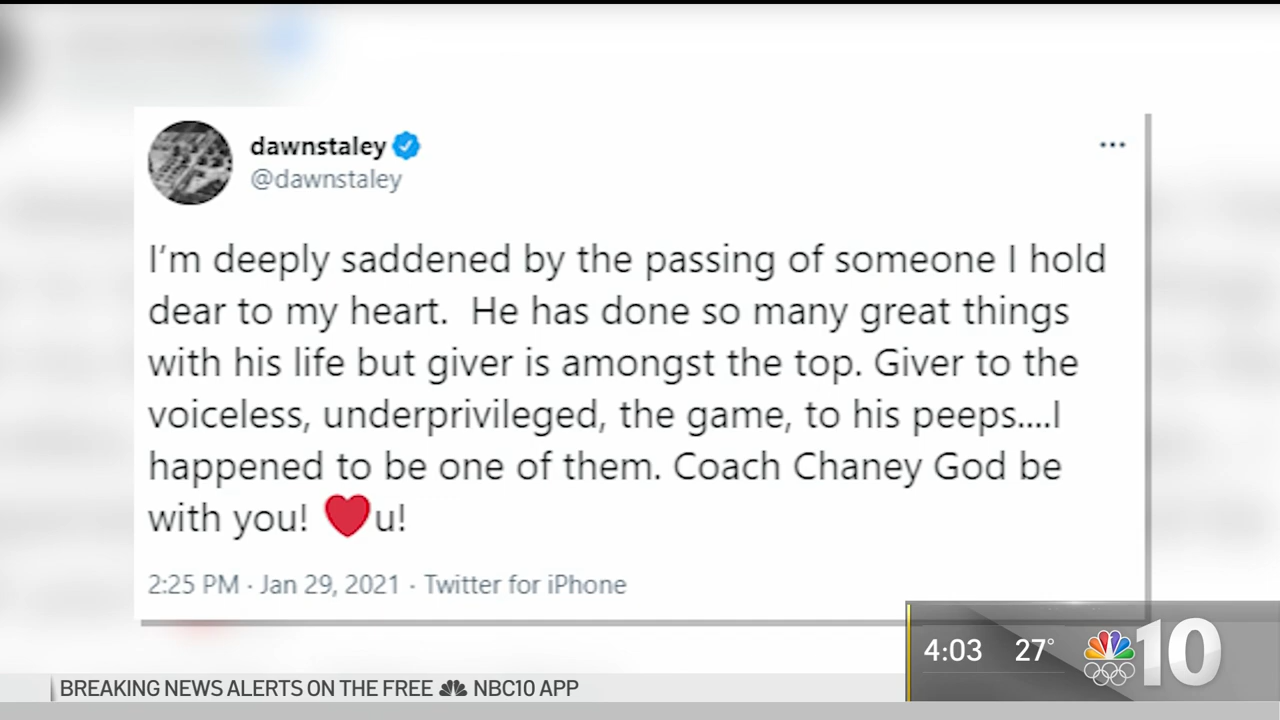 dawnstaley
@dawnstaley
I'm deeply saddened by the passing of someone I hold
dear to my heart.  He has done so many great things
with his life but giver is amongst the top. Giver to the
voiceless, underprivileged, the game, to his peeps....I
happened to be one of them. Coach Chaney God be
with you! ❤️u!
2:25 PM · Jan 29, 2021 · Twitter for iPhone
4:03 27° 10
BREAKING NEWS ALERTS ON THE FREE NBC10 APP